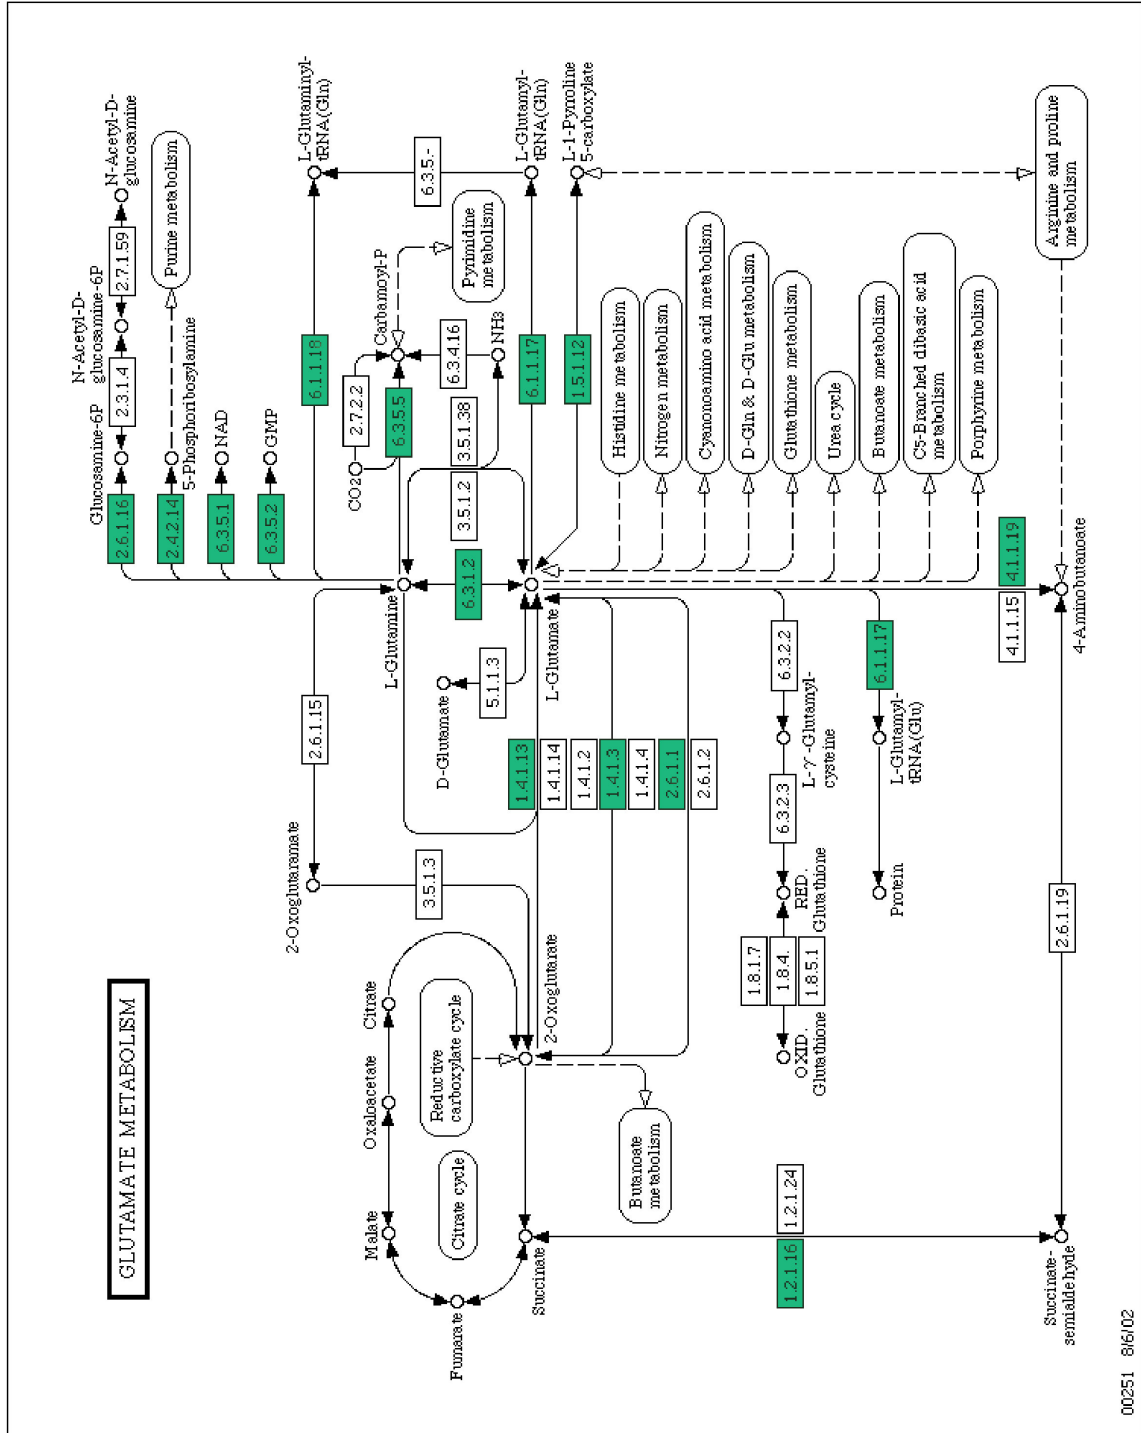 GLUTAMATE METABOLISM
Glucosamine-6P
N-Acetyl-D-
glucosamine-6P
N-Acetyl-D-
glucosamine
2.6.1.16
2.3.1.4
2.7.1.59
2.4.2.14
5-Phosphoribosylamine
Purine metabolism
6.3.5.1
NAD
6.3.5.2
GMP
6.1.1.18
L-Glutaminyl-
tRNA(Gln)
6.3.5.-
2-Oxoglutaramate
2.6.1.15
3.5.1.3
CO2
2.7.2.2
6.3.5.5
Carbamoyl-P
6.3.4.16
NH3
Pyrimidine
metabolism
3.5.1.38
3.5.1.2
L-Glutamine
6.3.1.2
6.1.1.17
L-Glutamyl-
tRNA(Gln)
1.5.1.12
L-1-Pyrroline
5-carboxylate
D-Glutamate
5.1.1.3
L-Glutamate
Malate
Oxaloacetate
Citrate
Fumarate
Citrate cycle
Reductive
carboxylate cycle
Succinate
2-Oxoglutarate
Butanoate
metabolism
1.4.1.13
1.4.1.14
1.4.1.2
1.4.1.3
1.4.1.4
2.6.1.1
2.6.1.2
Histidine metabolism
Nitrogen metabolism
Cyanonoamino acid metabolism
D-Gln & D-Glu metabolism
Glutathione metabolism
Urea cycle
Butanoate metabolism
C5-Branched dibasic acid
metabolism
Porphyrine metabolism
1.8.1.7
1.8.4.
1.8.5.1
OXID.
Glutathione
RED.
Glutathione
6.3.2.3
L-γ-Glutamyl-
cysteine
6.3.2.2
Protein
L-Glutamyl-
tRNA(Glu)
6.1.1.17
1.2.1.16
1.2.1.24
4.1.1.15
4.1.1.19
Arginine and proline
metabolism
Succinate-
semialdehyde
2.6.1.19
4-Aminobutanoate
00251 8/6/02